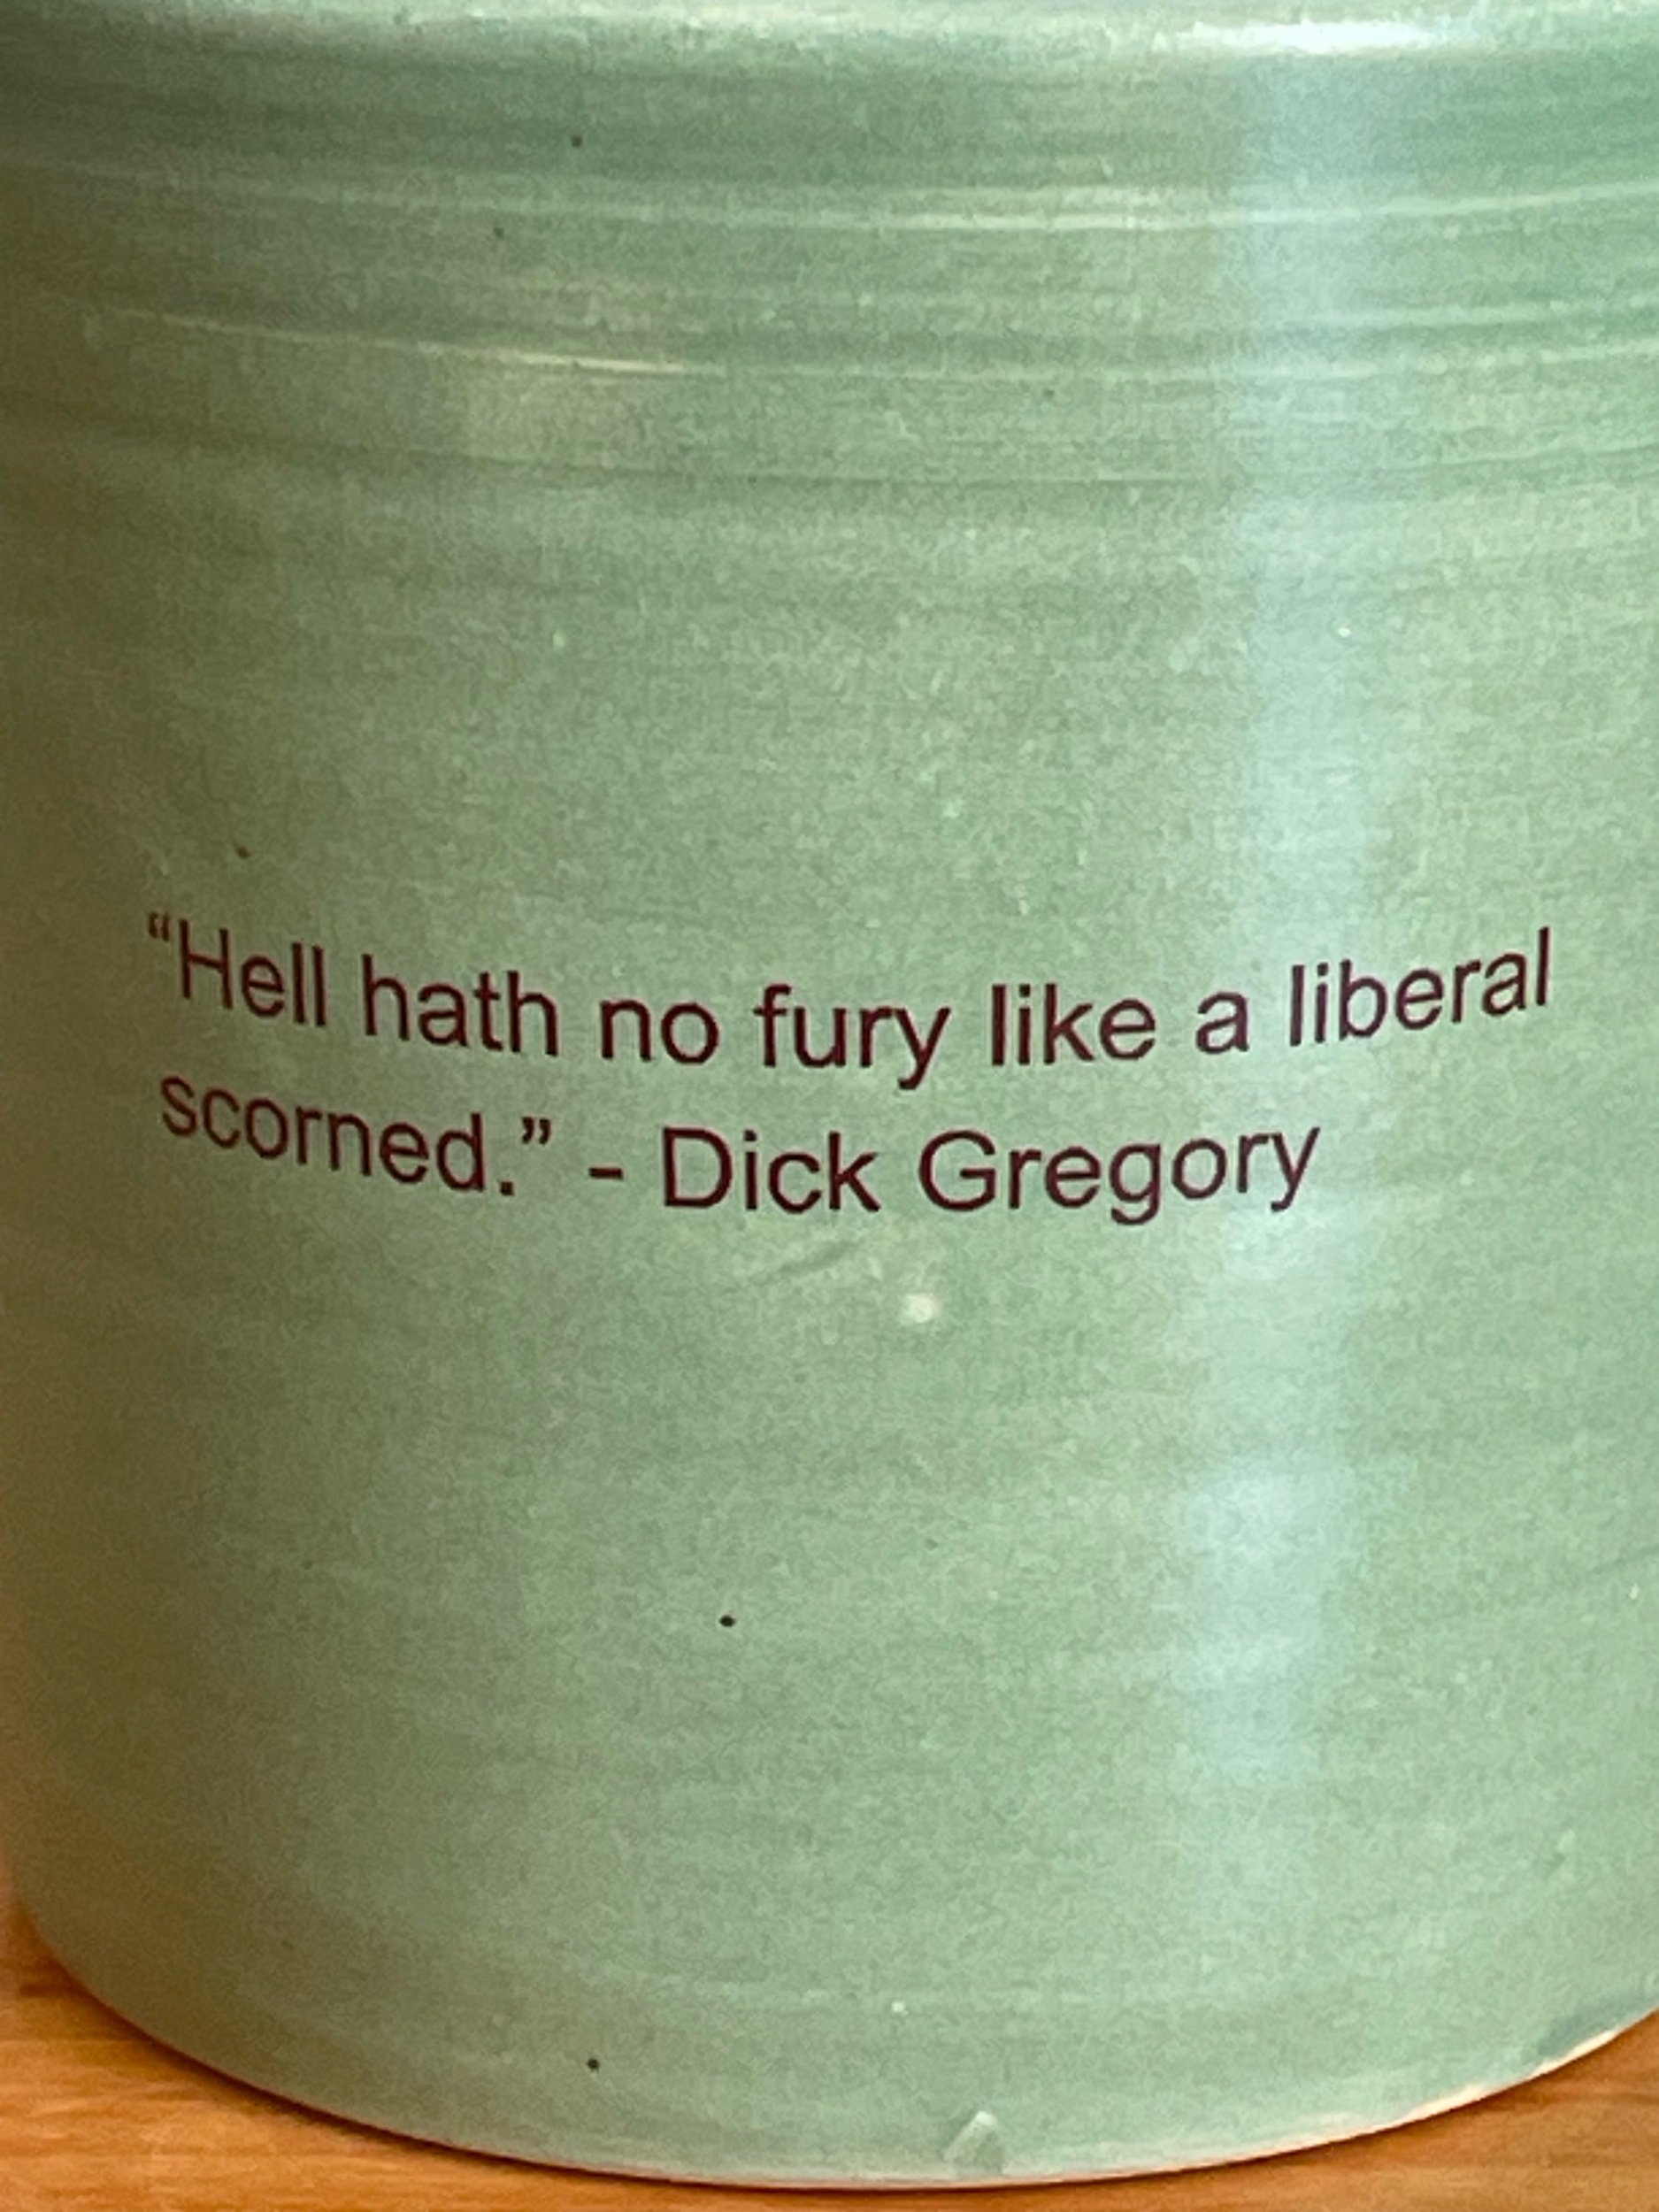 “Hell hath no fury like a liberal
scorned.” - Dick Gregory